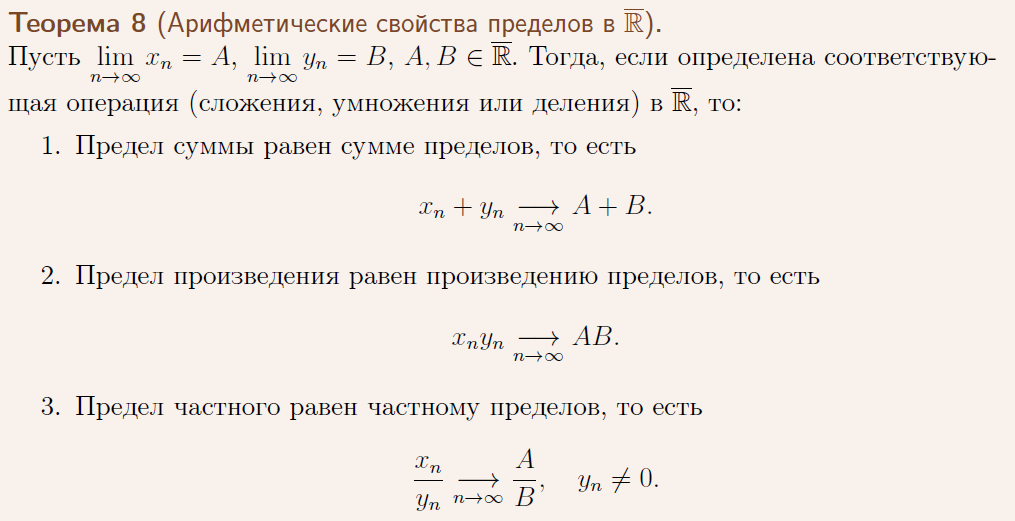 Теорема 8 (Арифметические свойства пределов в $\overline{\mathbb{R}}$).
Пусть $\lim\limits_{n\to\infty} x_n = A$, $\lim\limits_{n\to\infty} y_n = B$, $A, B \in \overline{\mathbb{R}}$. Тогда, если определена соответствую-
щая операция (сложения, умножения или деления) в $\overline{\mathbb{R}}$, то:
1. Предел суммы равен сумме пределов, то есть
$x_n + y_n \underset{n\to\infty}{\longrightarrow} A + B.$
2. Предел произведения равен произведению пределов, то есть
$x_n y_n \underset{n\to\infty}{\longrightarrow} AB.$
3. Предел частного равен частному пределов, то есть
$\frac{x_n}{y_n} \underset{n\to\infty}{\longrightarrow} \frac{A}{B}, \quad y_n \neq 0.$